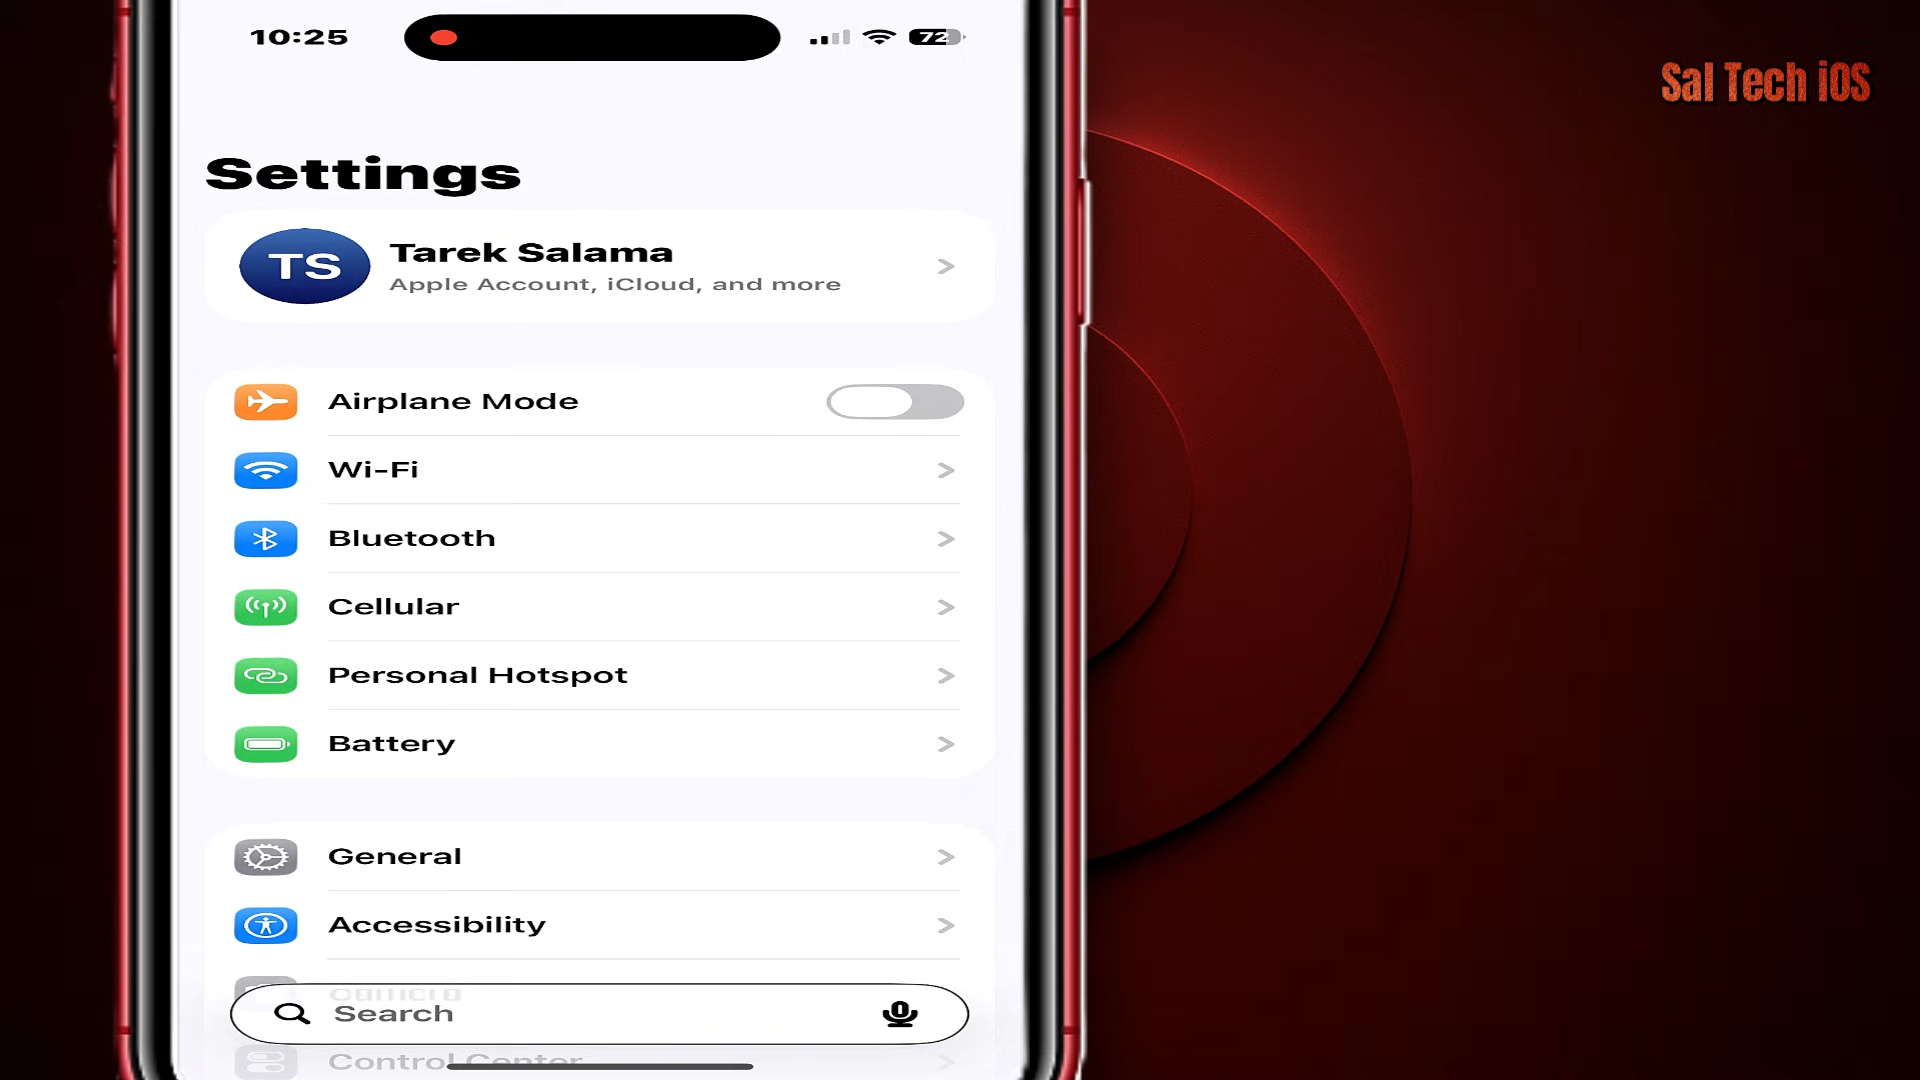 10:25
72
Sal Tech iOS
Settings
TS
Tarek Salama
Apple Account, iCloud, and more
Airplane Mode
Wi-Fi
Bluetooth
Cellular
Personal Hotspot
Battery
General
Accessibility
Camera
Search
Control Center